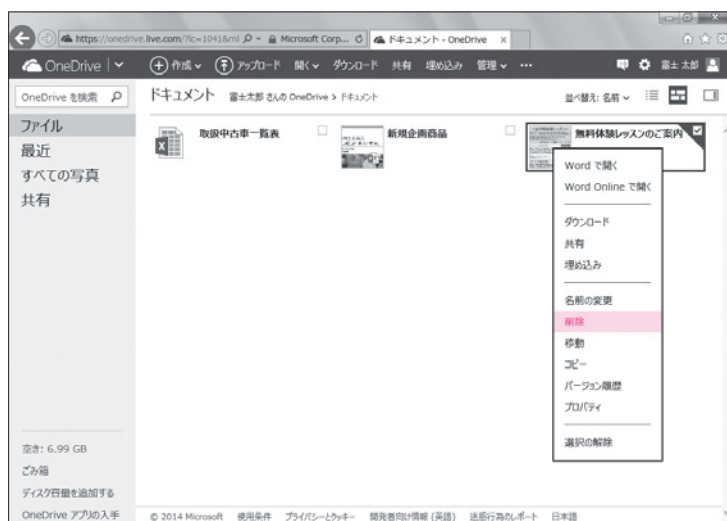 https://onedrive.live.com/?lc=1041&mi
Microsoft Corp...
ドキュメント - OneDrive
×
OneDrive
作成
アップロード
開く
ダウンロード
共有
埋め込み
管理
•••
富士太郎
OneDrive を検索
ドキュメント
富士太郎 さんの OneDrive > ドキュメント
並べ替え: 名前
ファイル
最近
すべての写真
共有
取扱中古車一覧表
新規企画商品
無料体験レッスンのご案内
Word で開く
Word Online で開く
ダウンロード
共有
埋め込み
名前の変更
削除
移動
コピー
バージョン履歴
プロパティ
選択の解除
空き: 6.99 GB
ごみ箱
ディスク容量を追加する
OneDrive アプリの入手
© 2014 Microsoft 使用条件 プライバシーとクッキー 開発者向け情報 (英語) 迷惑行為のレポート 日本語